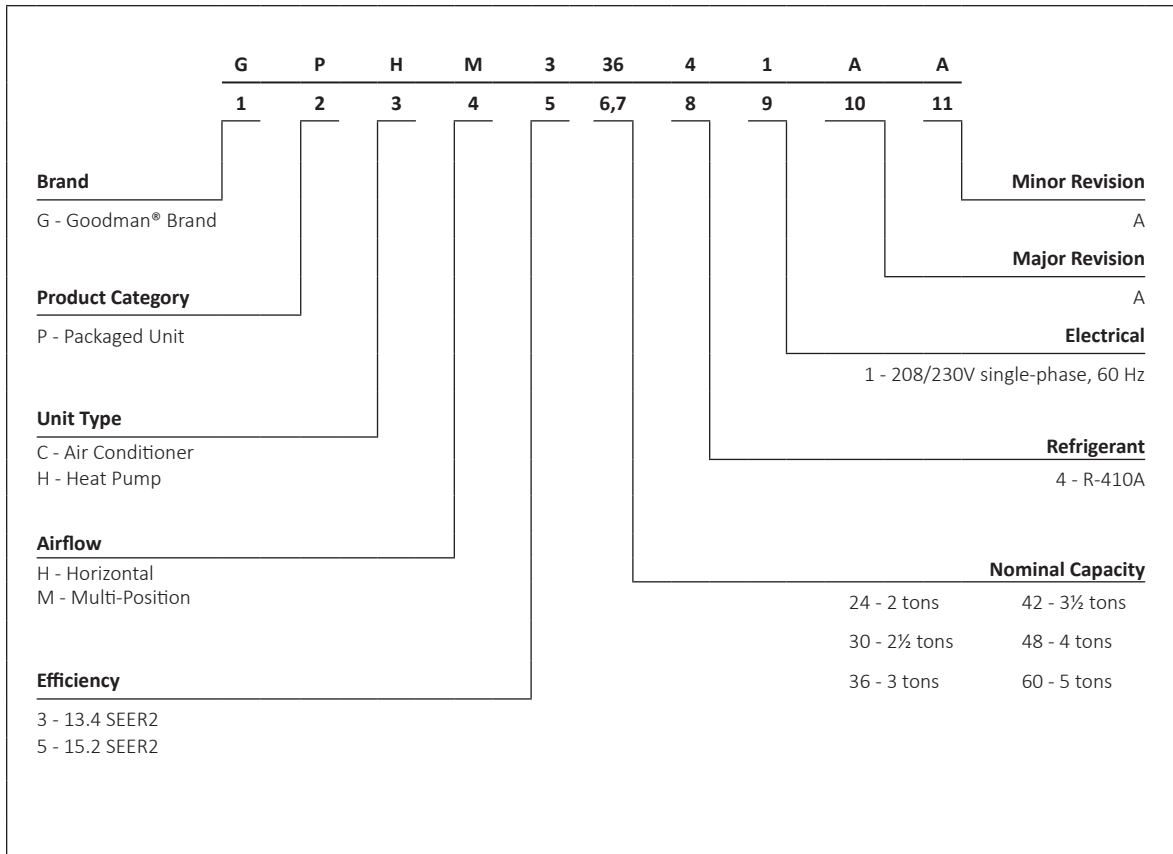 G P H M 3 36 4 1 A A
1 2 3 4 5 6,7 8 9 10 11
Brand
G - Goodman® Brand
Product Category
P - Packaged Unit
Unit Type
C - Air Conditioner
H - Heat Pump
Airflow
H - Horizontal
M - Multi-Position
Efficiency
3 - 13.4 SEER2
5 - 15.2 SEER2
Minor Revision
A
Major Revision
A
Electrical
1 - 208/230V single-phase, 60 Hz
Refrigerant
4 - R-410A
Nominal Capacity
24 - 2 tons 42 - 3½ tons
30 - 2½ tons 48 - 4 tons
36 - 3 tons 60 - 5 tons